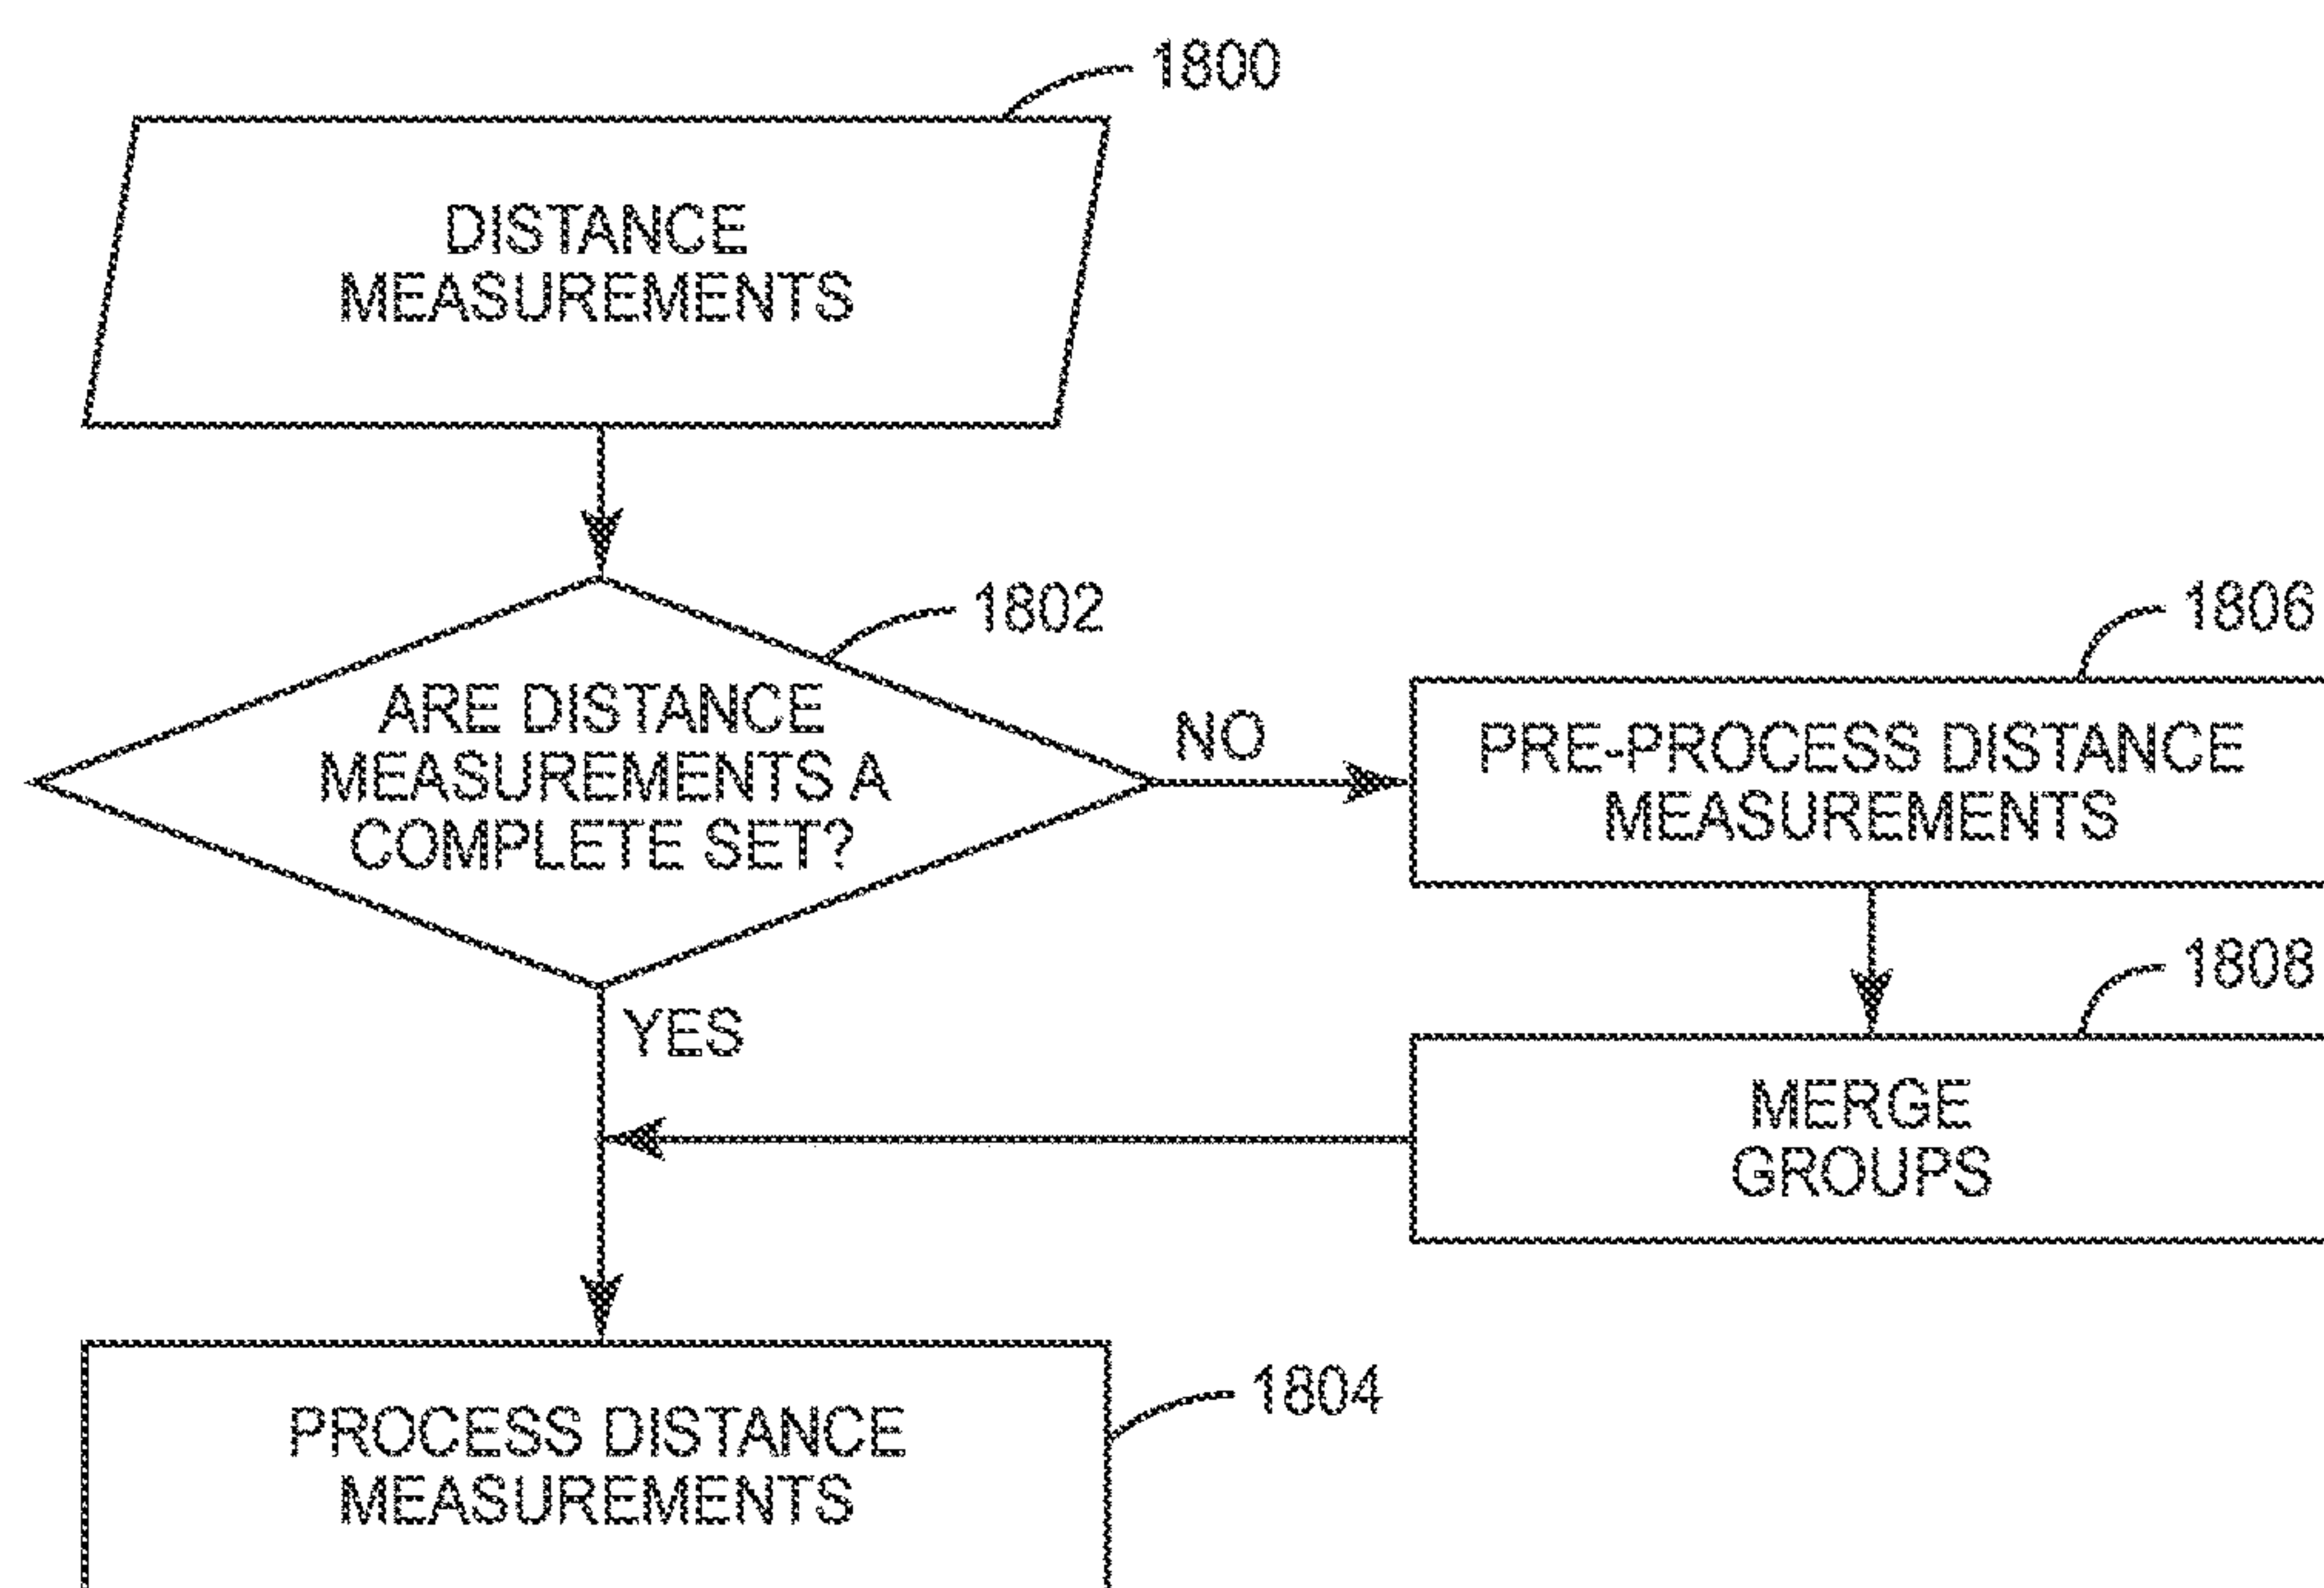 1800
DISTANCE
MEASUREMENTS
1802
ARE DISTANCE
MEASUREMENTS A
COMPLETE SET?
NO
1806
PRE-PROCESS DISTANCE
MEASUREMENTS
1808
MERGE
GROUPS
YES
PROCESS DISTANCE
MEASUREMENTS
1804